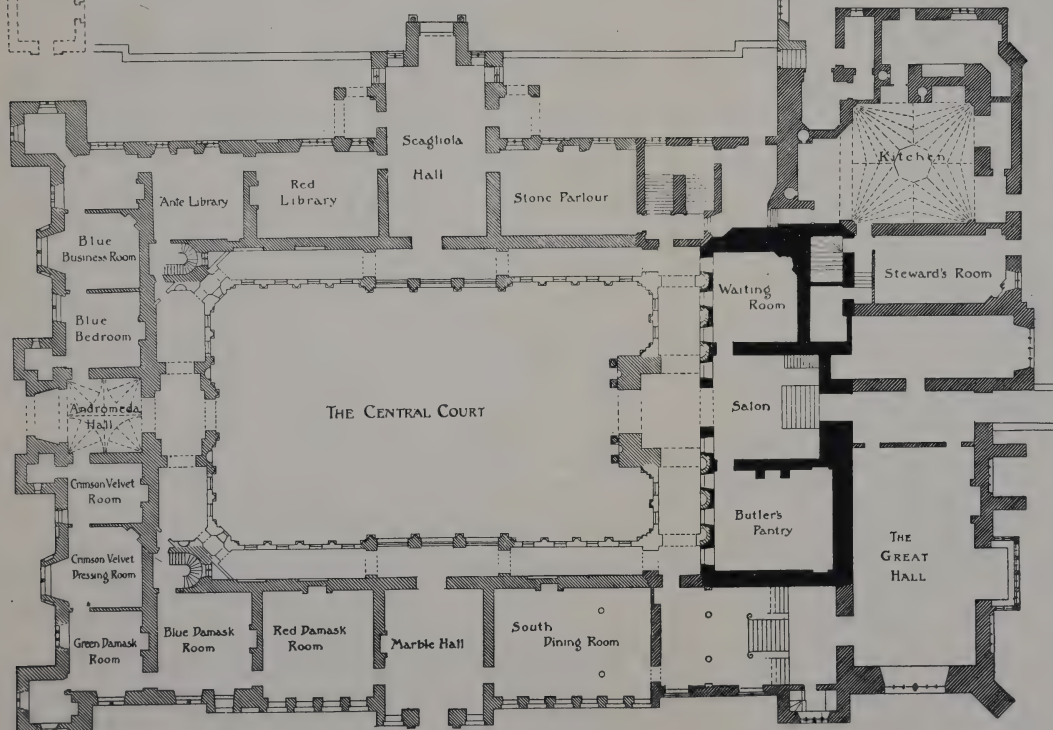 Scagliola
Hall
Kitchen
Ante Library
Red
Library
Stone Parlour
Blue
Business Room
Waiting
Room
Steward's Room
Blue
Bedroom
Andromeda
Hall
THE CENTRAL COURT
Salon
Crimson Velvet
Room
Butler's
Pantry
THE
GREAT
HALL
Crimson Velvet
Dressing Room
Green Damask
Room
Blue Damask
Room
Red Damask
Room
Marble Hall
South
Dining Room